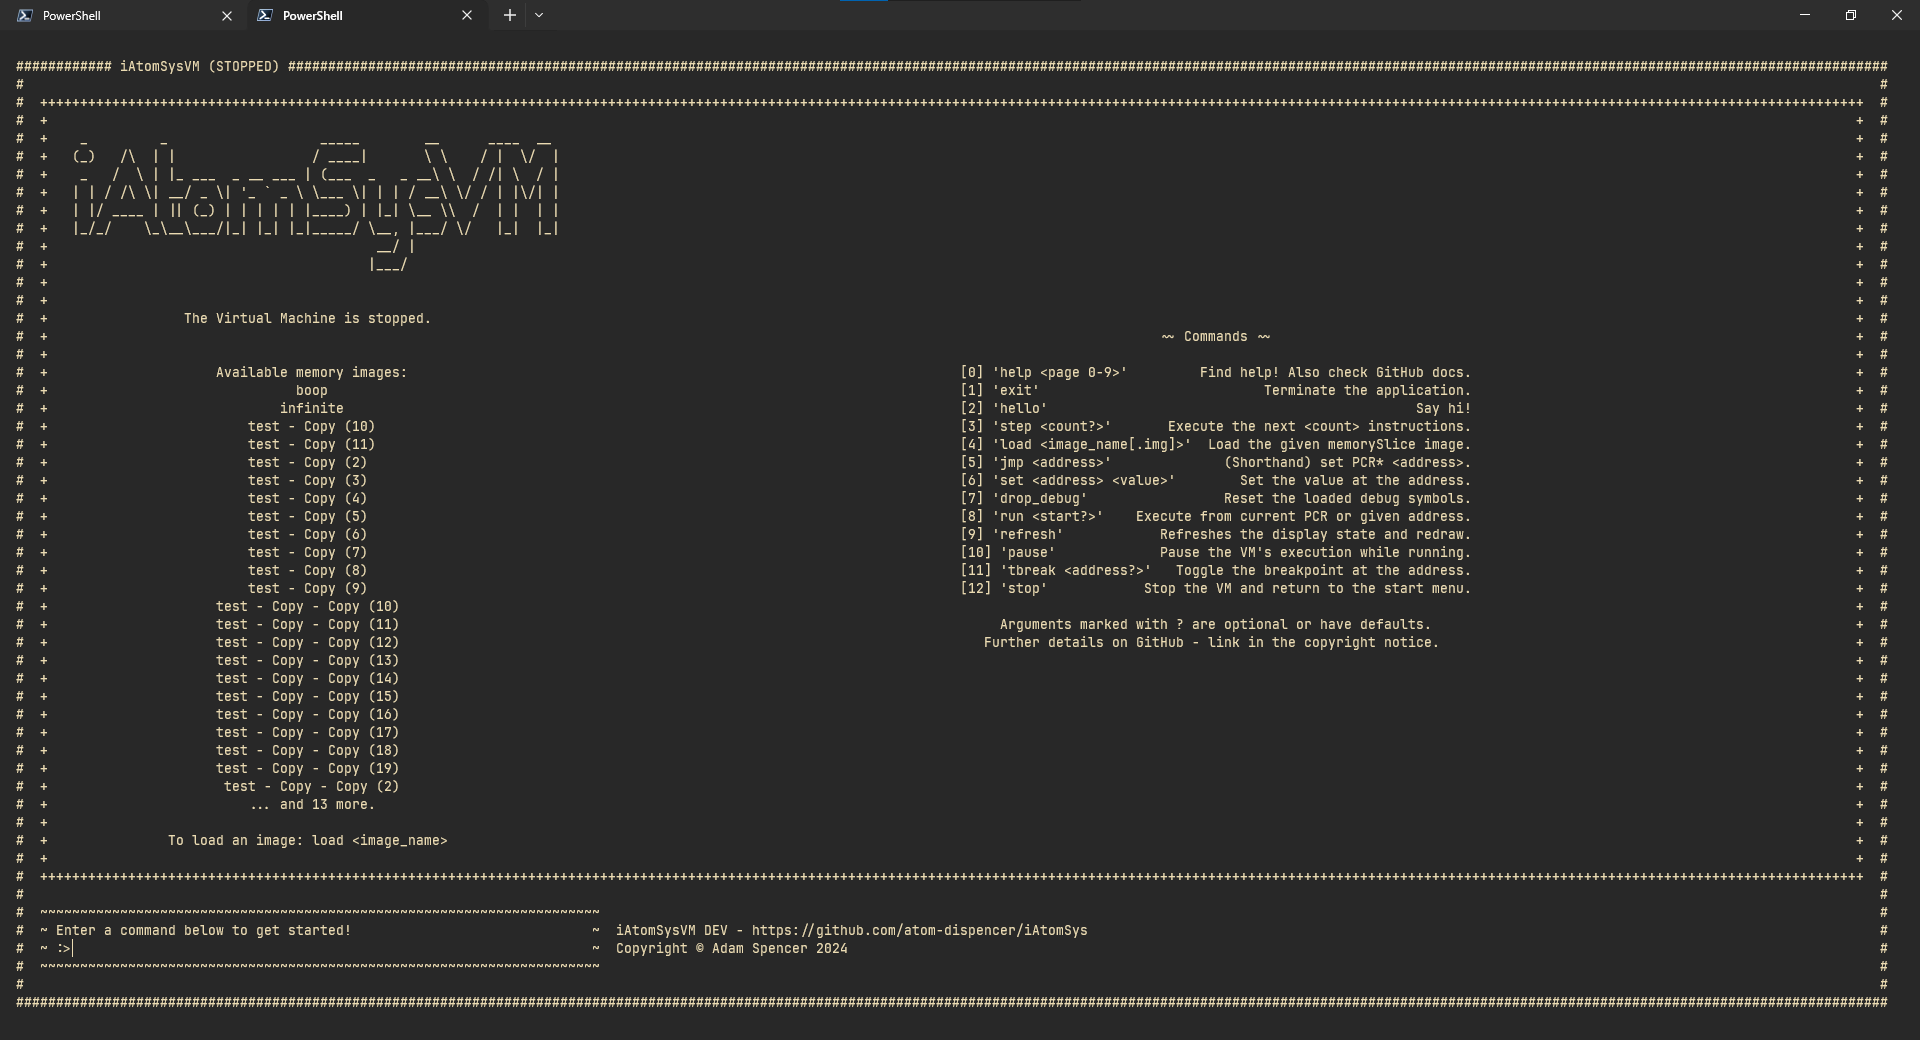 PowerShell
PowerShell
############ iAtomSysVM (STOPPED) ############
iAtomSysVM
The Virtual Machine is stopped.
~~ Commands ~~
Available memory images:
boop
infinite
test - Copy (10)
test - Copy (11)
test - Copy (2)
test - Copy (3)
test - Copy (4)
test - Copy (5)
test - Copy (6)
test - Copy (7)
test - Copy (8)
test - Copy (9)
test - Copy - Copy (10)
test - Copy - Copy (11)
test - Copy - Copy (12)
test - Copy - Copy (13)
test - Copy - Copy (14)
test - Copy - Copy (15)
test - Copy - Copy (16)
test - Copy - Copy (17)
test - Copy - Copy (18)
test - Copy - Copy (19)
test - Copy - Copy (2)
... and 13 more.
To load an image: load <image_name>
[0] 'help <page 0-9>' Find help! Also check GitHub docs.
[1] 'exit' Terminate the application.
[2] 'hello' Say hi!
[3] 'step <count?>' Execute the next <count> instructions.
[4] 'load <image_name[.img]>' Load the given memorySlice image.
[5] 'jmp <address>' (Shorthand) set PCR* <address>.
[6] 'set <address> <value>' Set the value at the address.
[7] 'drop_debug' Reset the loaded debug symbols.
[8] 'run <start?>' Execute from current PCR or given address.
[9] 'refresh' Refreshes the display state and redraw.
[10] 'pause' Pause the VM's execution while running.
[11] 'tbreak <address?>' Toggle the breakpoint at the address.
[12] 'stop' Stop the VM and return to the start menu.
Arguments marked with ? are optional or have defaults.
Further details on GitHub - link in the copyright notice.
~ Enter a command below to get started! ~
~ :> ~
iAtomSysVM DEV - https://github.com/atom-dispencer/iAtomSys
Copyright © Adam Spencer 2024